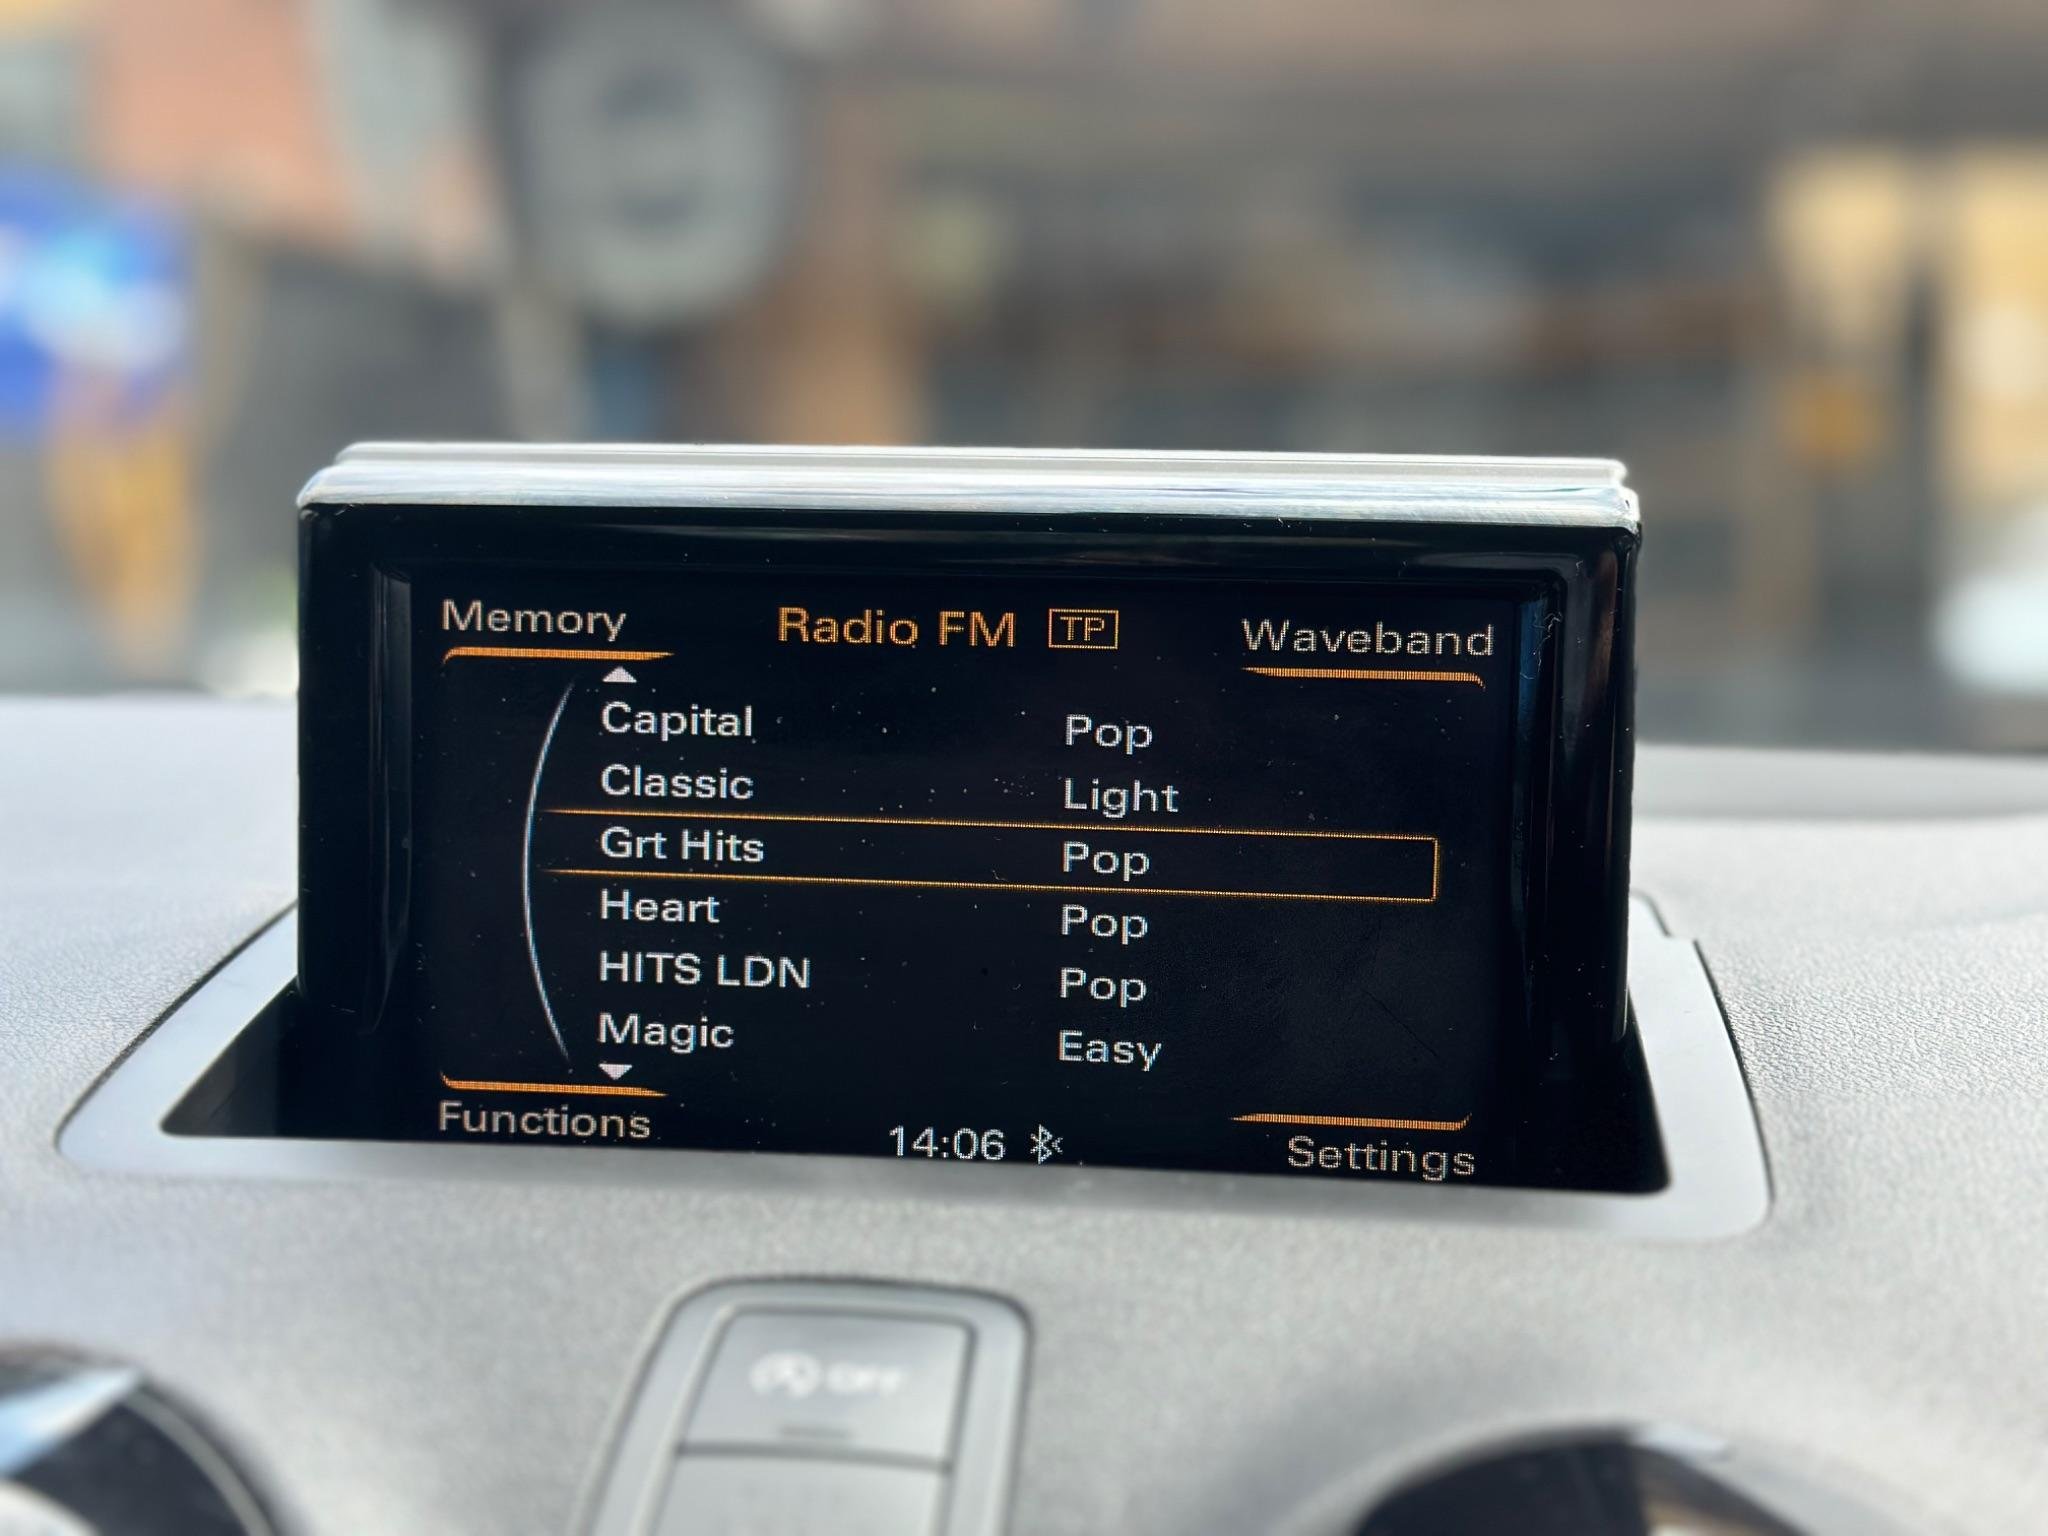 Memory Radio FM TP Waveband
Capital Pop
Classic Light
Grt Hits Pop
Heart Pop
HITS LDN Pop
Magic Easy
Functions 14:06 Settings
OFF